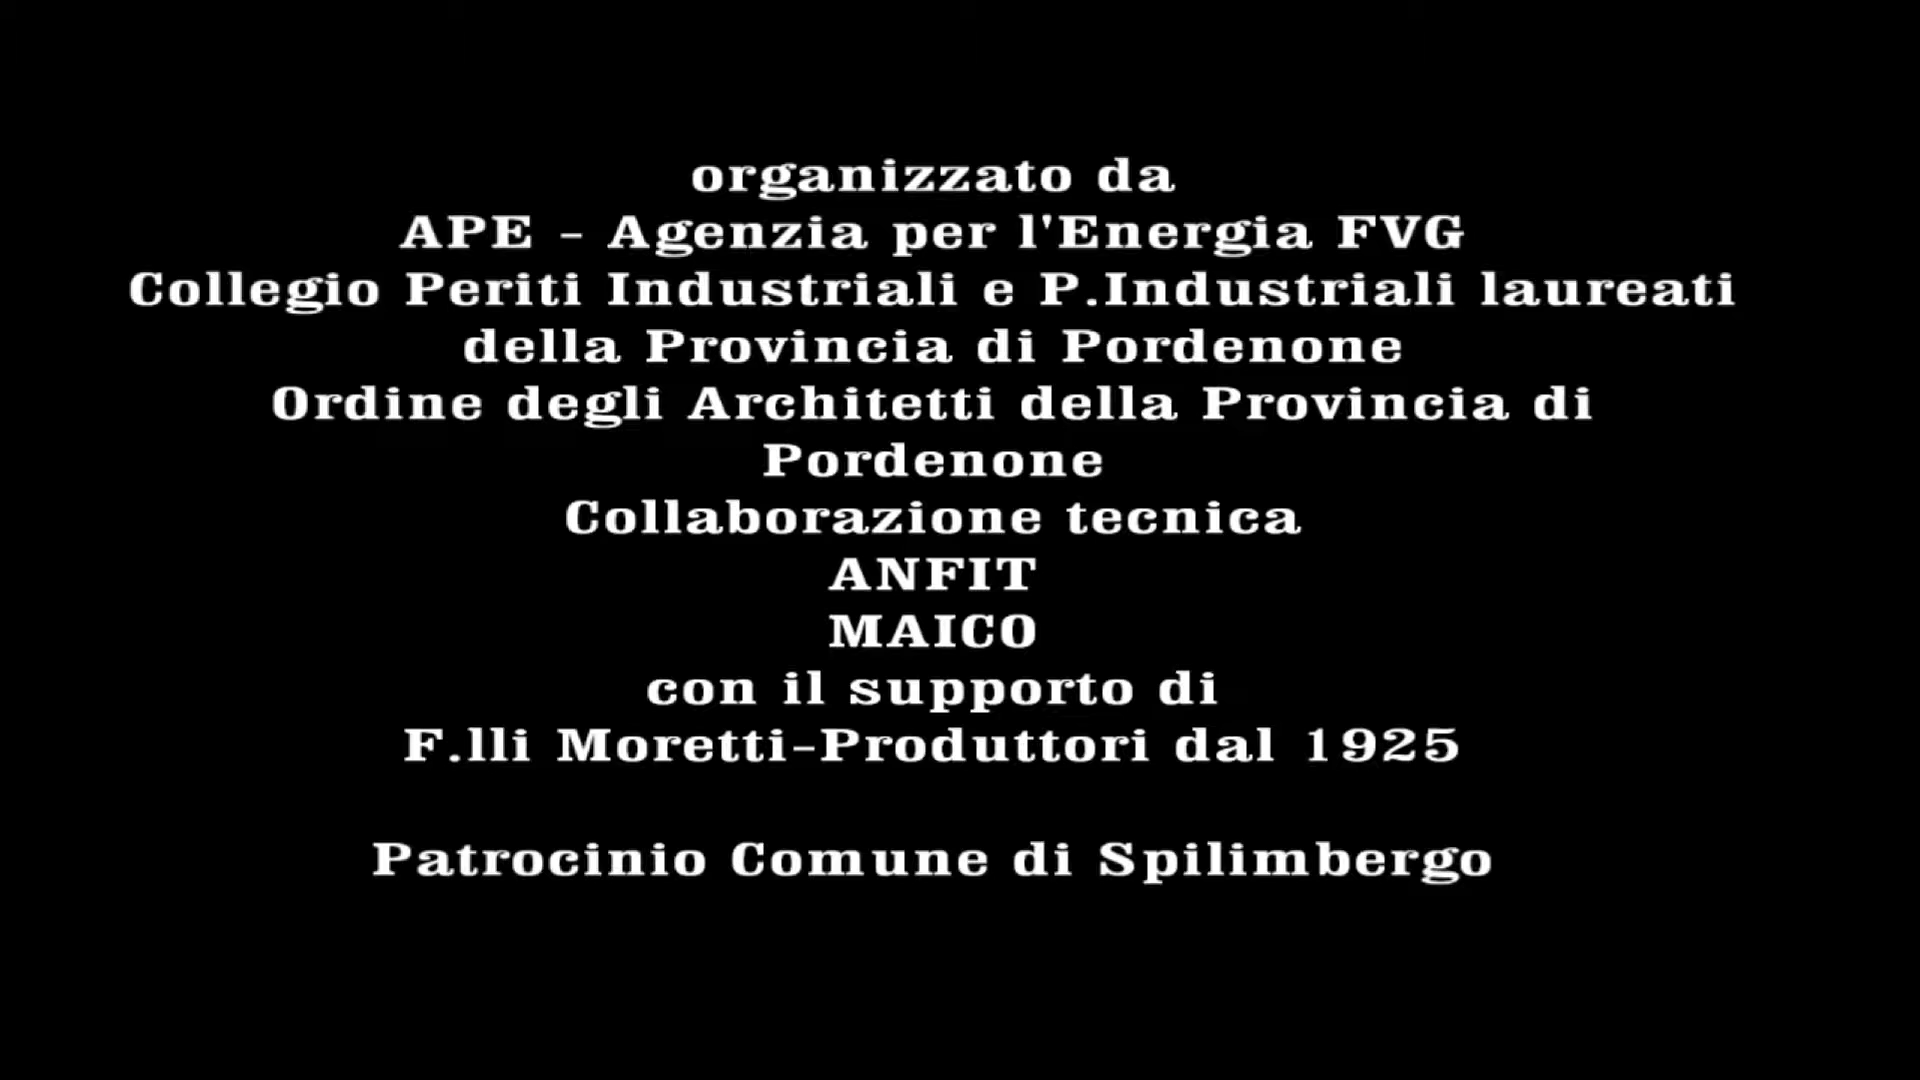 organizzato da
APE - Agenzia per l'Energia FVG
Collegio Periti Industriali e P.Industriali laureati
della Provincia di Pordenone
Ordine degli Architetti della Provincia di
Pordenone
Collaborazione tecnica
ANFIT
MAICO
con il supporto di
F.lli Moretti-Produttori dal 1925
Patrocinio Comune di Spilimbergo